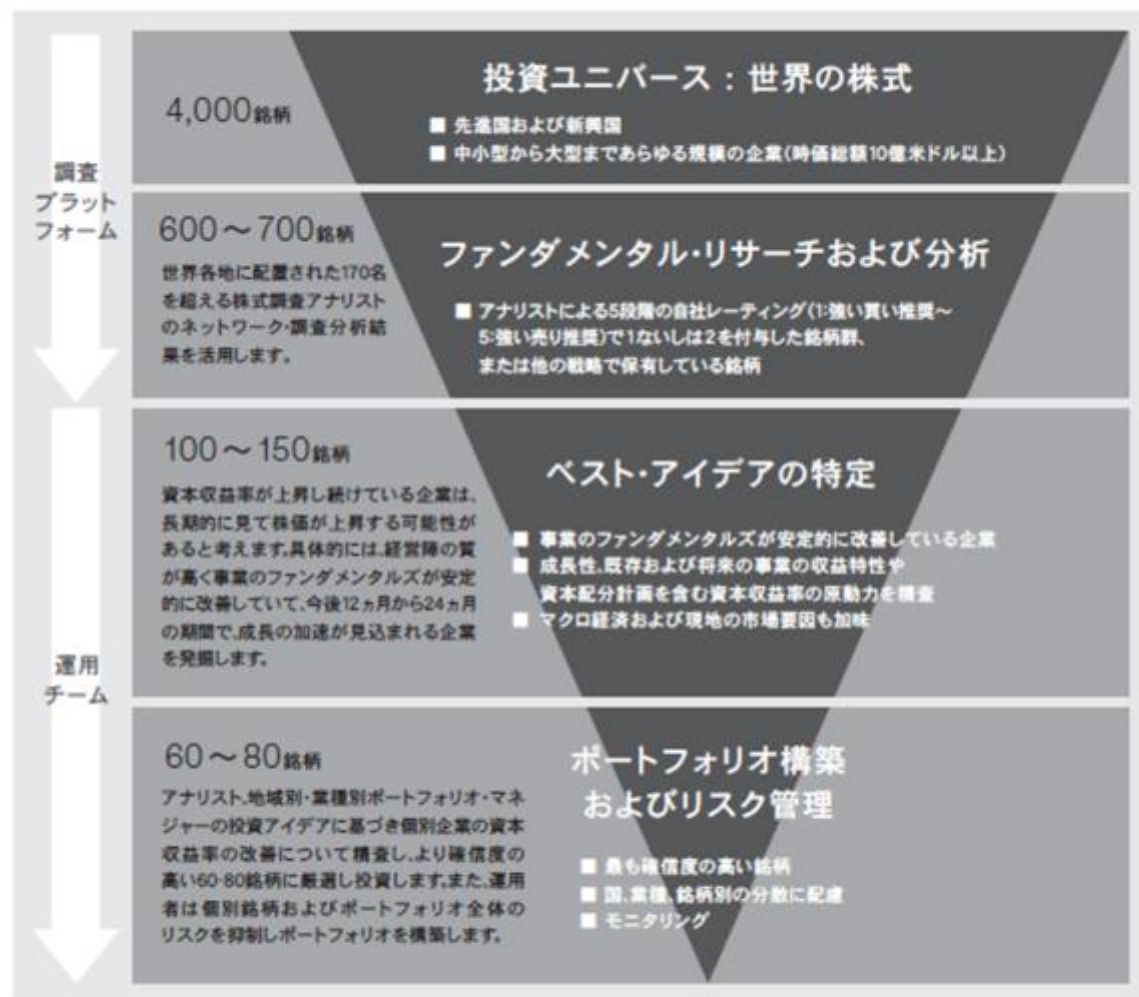 調査
プラット
フォーム
4,000銘柄
投資ユニバース：世界の株式
■ 先進国および新興国
■ 中小型から大型まであらゆる規模の企業(時価総額10億米ドル以上)
600～700銘柄
世界各地に配置された170名
を超える株式調査アナリスト
のネットワーク・調査分析結
果を活用します。
ファンダメンタル・リサーチおよび分析
■ アナリストによる5段階の自社レーティング(1:強い買い推奨～
5:強い売り推奨)で1ないしは2を付与した銘柄群、
または他の戦略で保有している銘柄
運用
チーム
100～150銘柄
資本収益率が上昇し続けている企業は、
長期的に見て株価が上昇する可能性が
あると考えます。具体的には、経営陣の質
が高く事業のファンダメンタルズが安定
的に改善していて、今後12ヵ月から24ヵ月
の期間で、成長の加速が見込まれる企業
を発掘します。
ベスト・アイデアの特定
■ 事業のファンダメンタルズが安定的に改善している企業
■ 成長性、既存および将来の事業の収益特性や
資本配分計画を含む資本収益率の原動力を精査
■ マクロ経済および現地の市場要因も加味
60～80銘柄
アナリスト、地域別・業種別ポートフォリオ・マネ
ジャーの投資アイデアに基づき個別企業の資本
収益率の改善について精査し、より確信度の
高い60-80銘柄に厳選し投資します。また、運用
者は個別銘柄およびポートフォリオ全体の
リスクを抑制しポートフォリオを構築します。
ポートフォリオ構築
およびリスク管理
■ 最も確信度の高い銘柄
■ 国、業種、銘柄別の分散に配慮
■ モニタリング